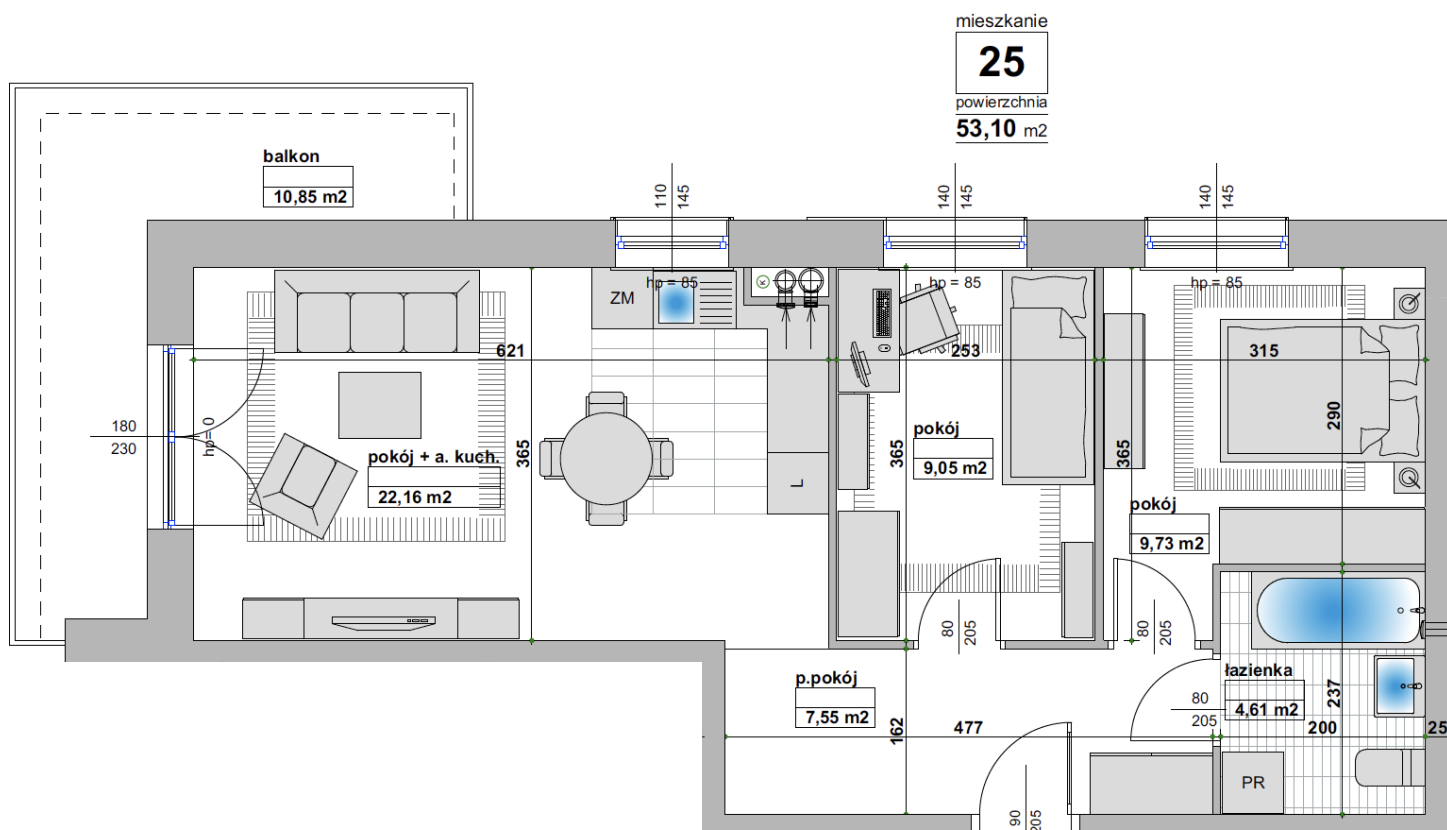 mieszkanie
25
powierzchnia
53,10 m2
balkon
10,85 m2
110
145
140
145
140
145
hp = 85
hp = 85
hp = 85
ZM
K
621
253
315
180
230
hp= 0
365
365
365
290
pokój + a. kuch.
22,16 m2
L
pokój
9,05 m2
pokój
9,73 m2
80
205
80
205
p.pokój
7,55 m2
łazienka
4,61 m2
80
205
237
162
477
200
25
PR
90
205